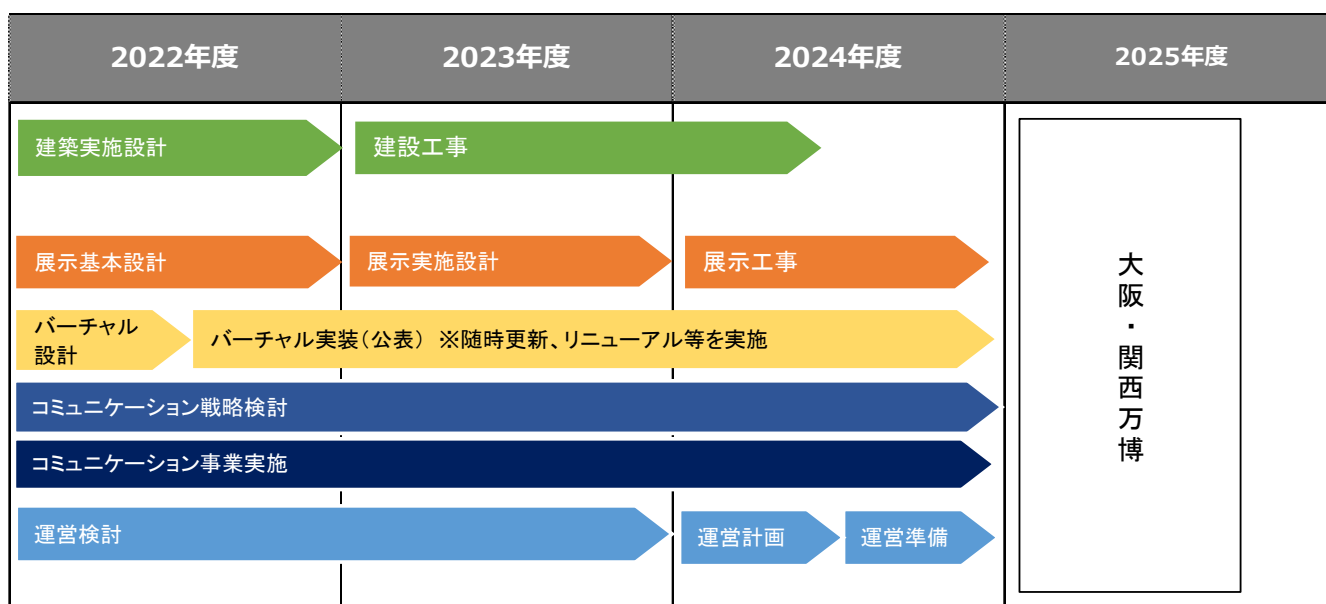 2022年度 2023年度 2024年度 2025年度
建築実施設計 建設工事
展示基本設計 展示実施設計 展示工事
バーチャル
設計
バーチャル実装(公表) ※随時更新、リニューアル等を実施
コミュニケーション戦略検討
コミュニケーション事業実施
運営検討 運営計画 運営準備
大阪・関西万博